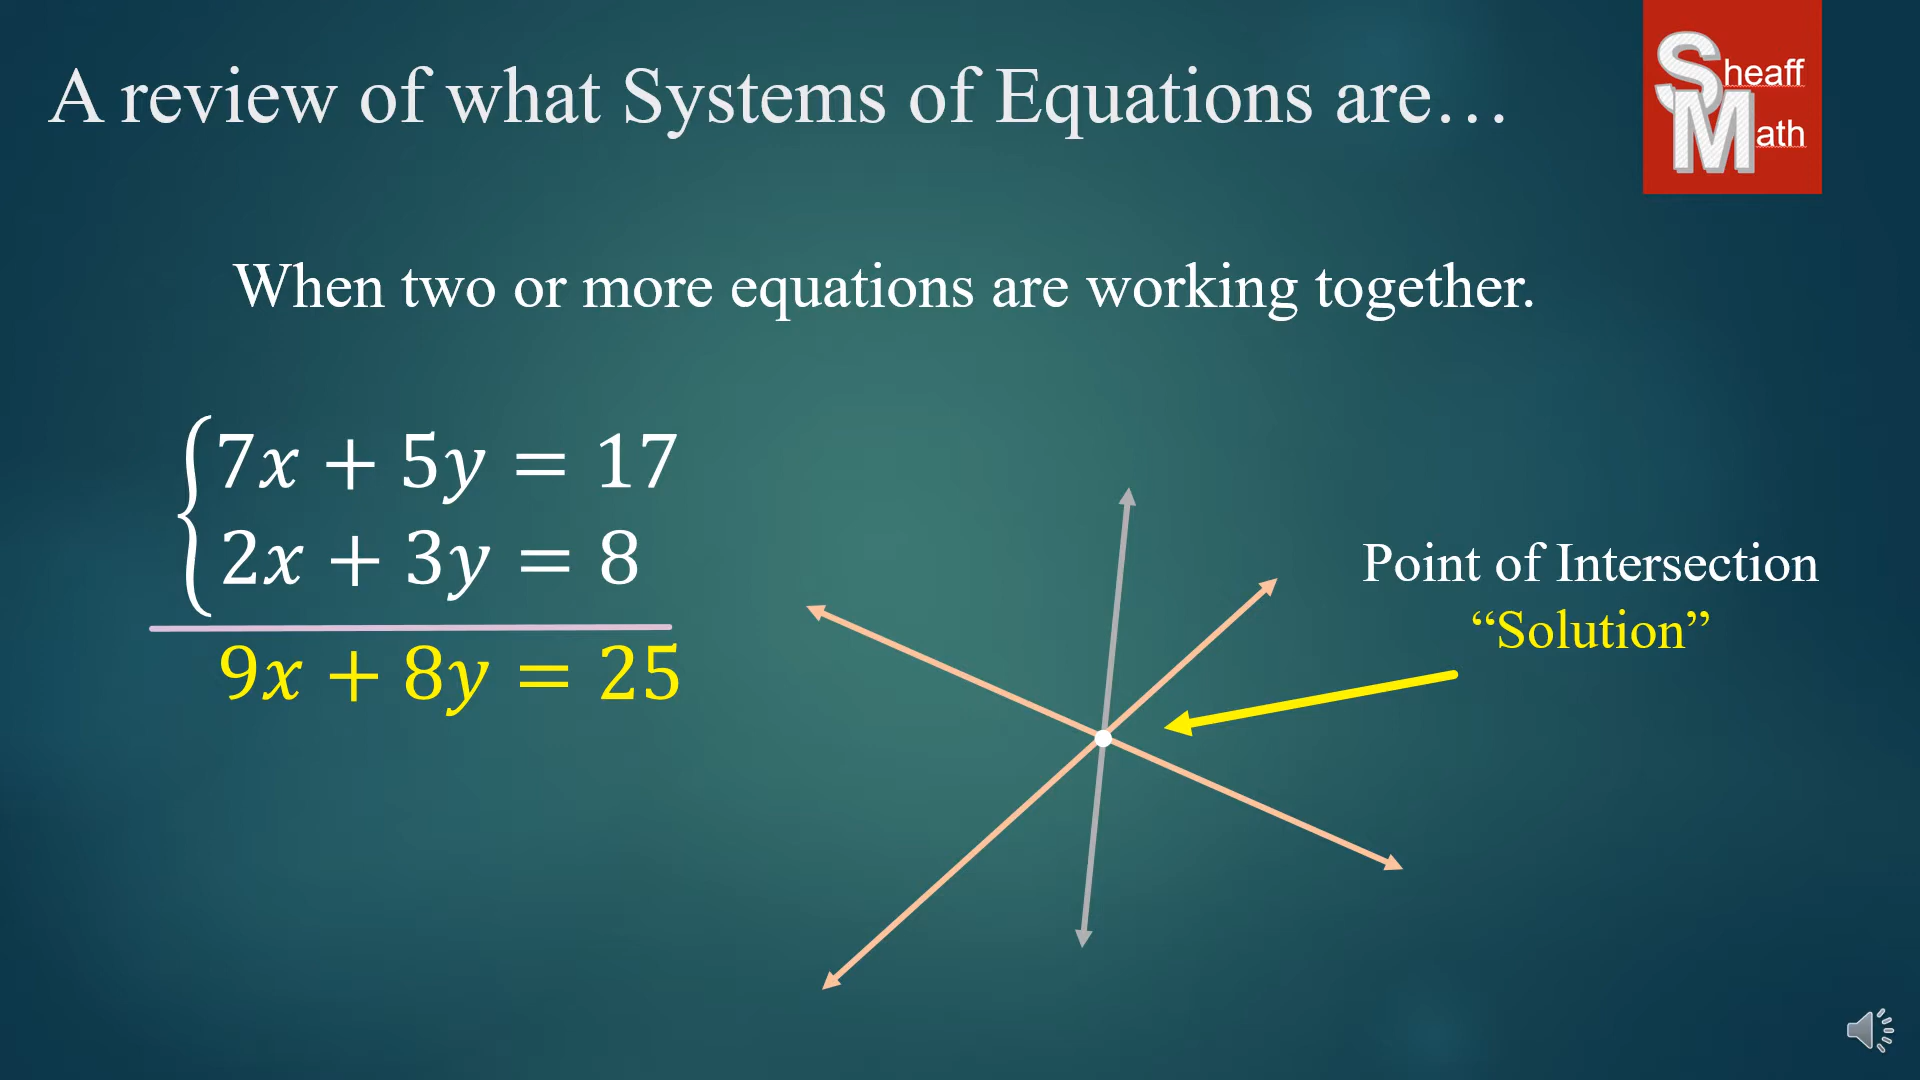 A review of what Systems of Equations are…
Sheaff
Math
When two or more equations are working together.
7x + 5y = 17
2x + 3y = 8
9x + 8y = 25
Point of Intersection
“Solution”